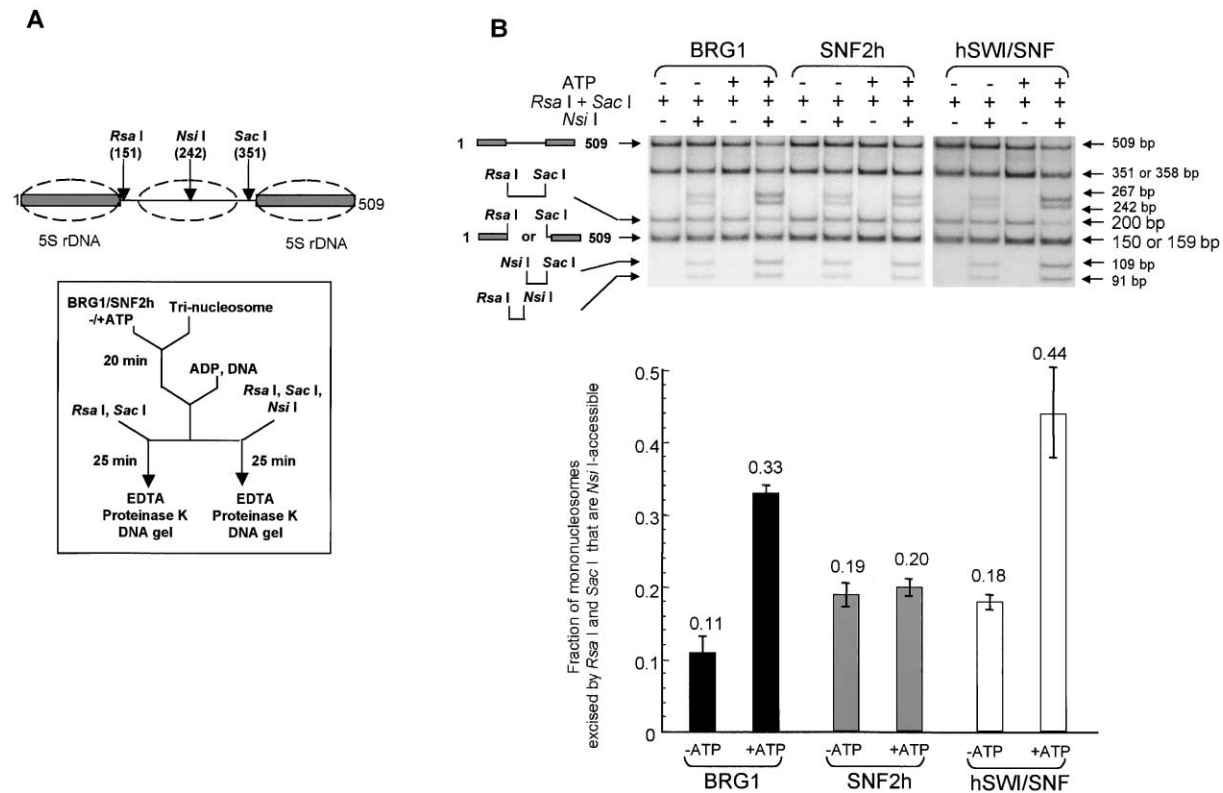 A
Rsa I Nsi I Sac I
(151) (242) (351)
1 509
5S rDNA 5S rDNA
BRG1/SNF2h
-/+ATP
Tri-nucleosome
20 min
ADP, DNA
Rsa I, Sac I
Rsa I, Sac I,
Nsi I
25 min 25 min
EDTA EDTA
Proteinase K Proteinase K
DNA gel DNA gel
B
BRG1 SNF2h hSWI/SNF
ATP - - + + - - + + - - + +
Rsa I + Sac I + + + + + + + + + + + +
Nsi I - + - + - + - + - + - +
1 509
Rsa I Sac I
Rsa I Sac I
1 or 509
Nsi I Sac I
Rsa I Nsi I
509 bp
351 or 358 bp
267 bp
242 bp
200 bp
150 or 159 bp
109 bp
91 bp
Fraction of mononucleosomes
excised by Rsa I and Sac I that are Nsi I-accessible
0.5
0.4
0.3
0.2
0.1
0
0.11 0.33 0.19 0.20 0.18 0.44
-ATP +ATP -ATP +ATP -ATP +ATP
BRG1 SNF2h hSWI/SNF